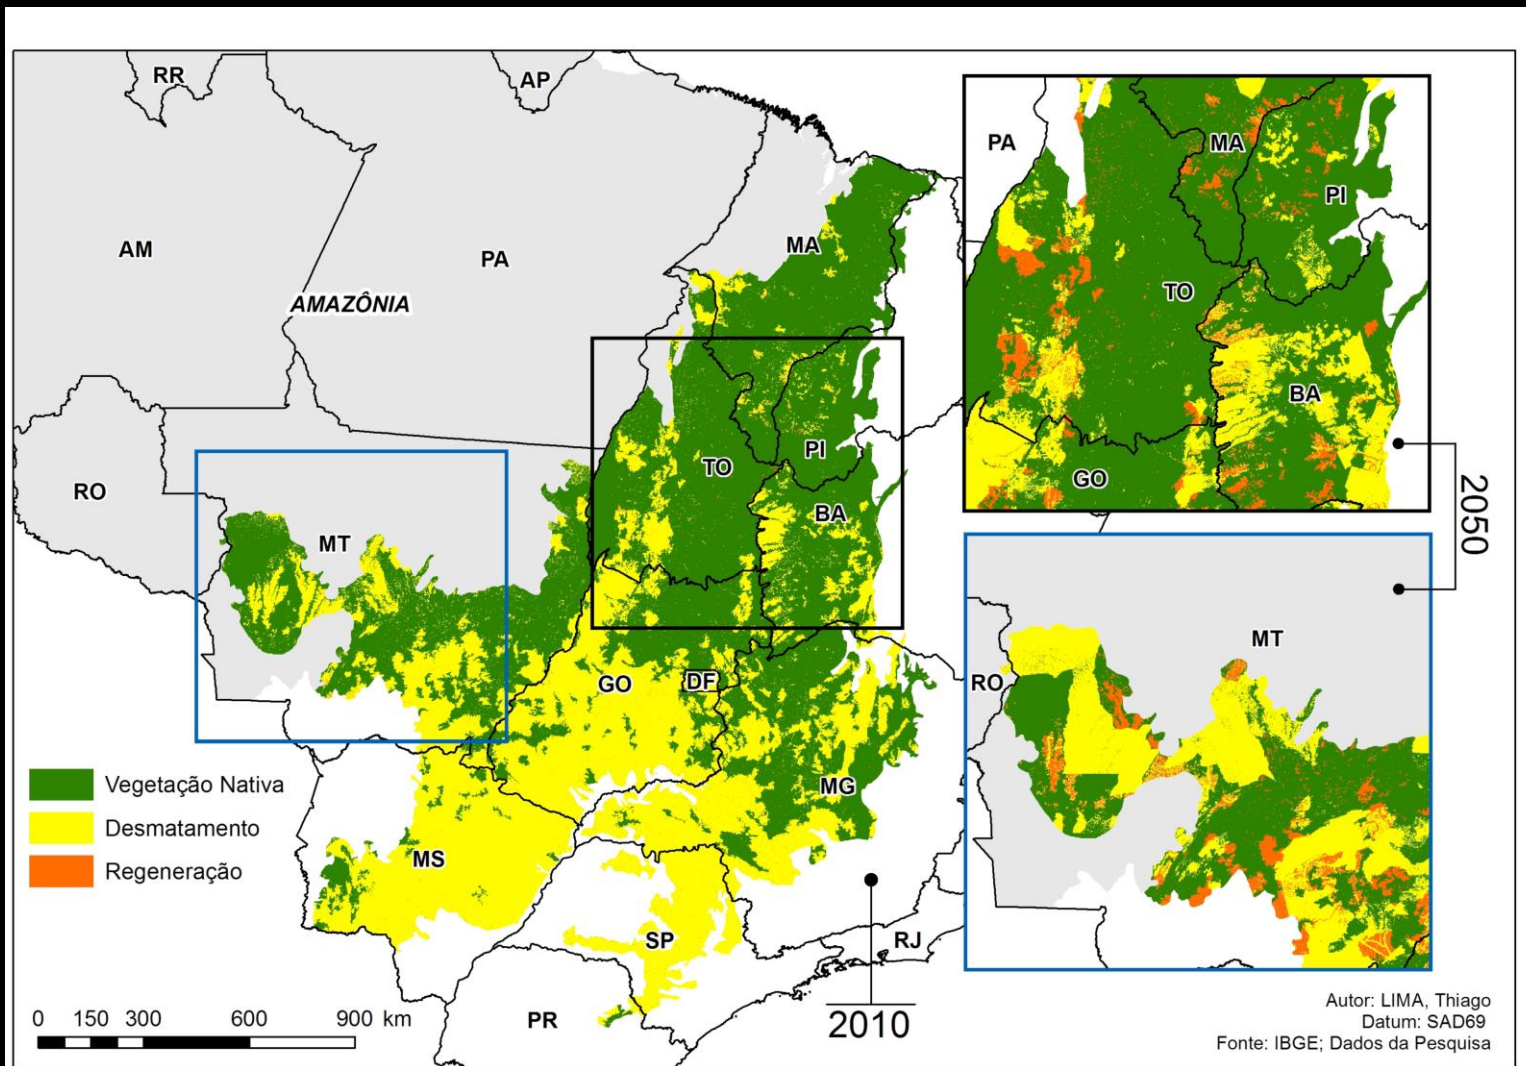 RR
AP
AM
PA
MA
AMAZÔNIA
RO
MT
TO
PI
BA
GO
DF
MG
MS
SP
RJ
PR
Vegetação Nativa
Desmatamento
Regeneração
0 150 300 600 900 km
2010
PA
MA
PI
TO
BA
GO
2050
MT
RO
Autor: LIMA, Thiago
Datum: SAD69
Fonte: IBGE; Dados da Pesquisa